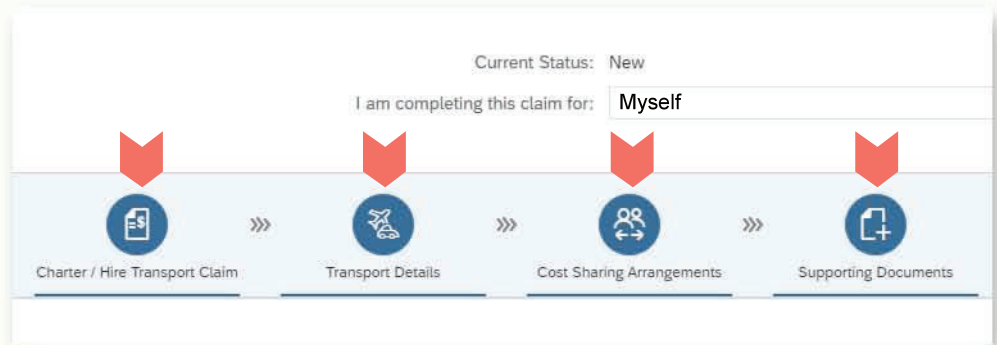 Current Status: New
I am completing this claim for: Myself
Charter / Hire Transport Claim
Transport Details
Cost Sharing Arrangements
Supporting Documents